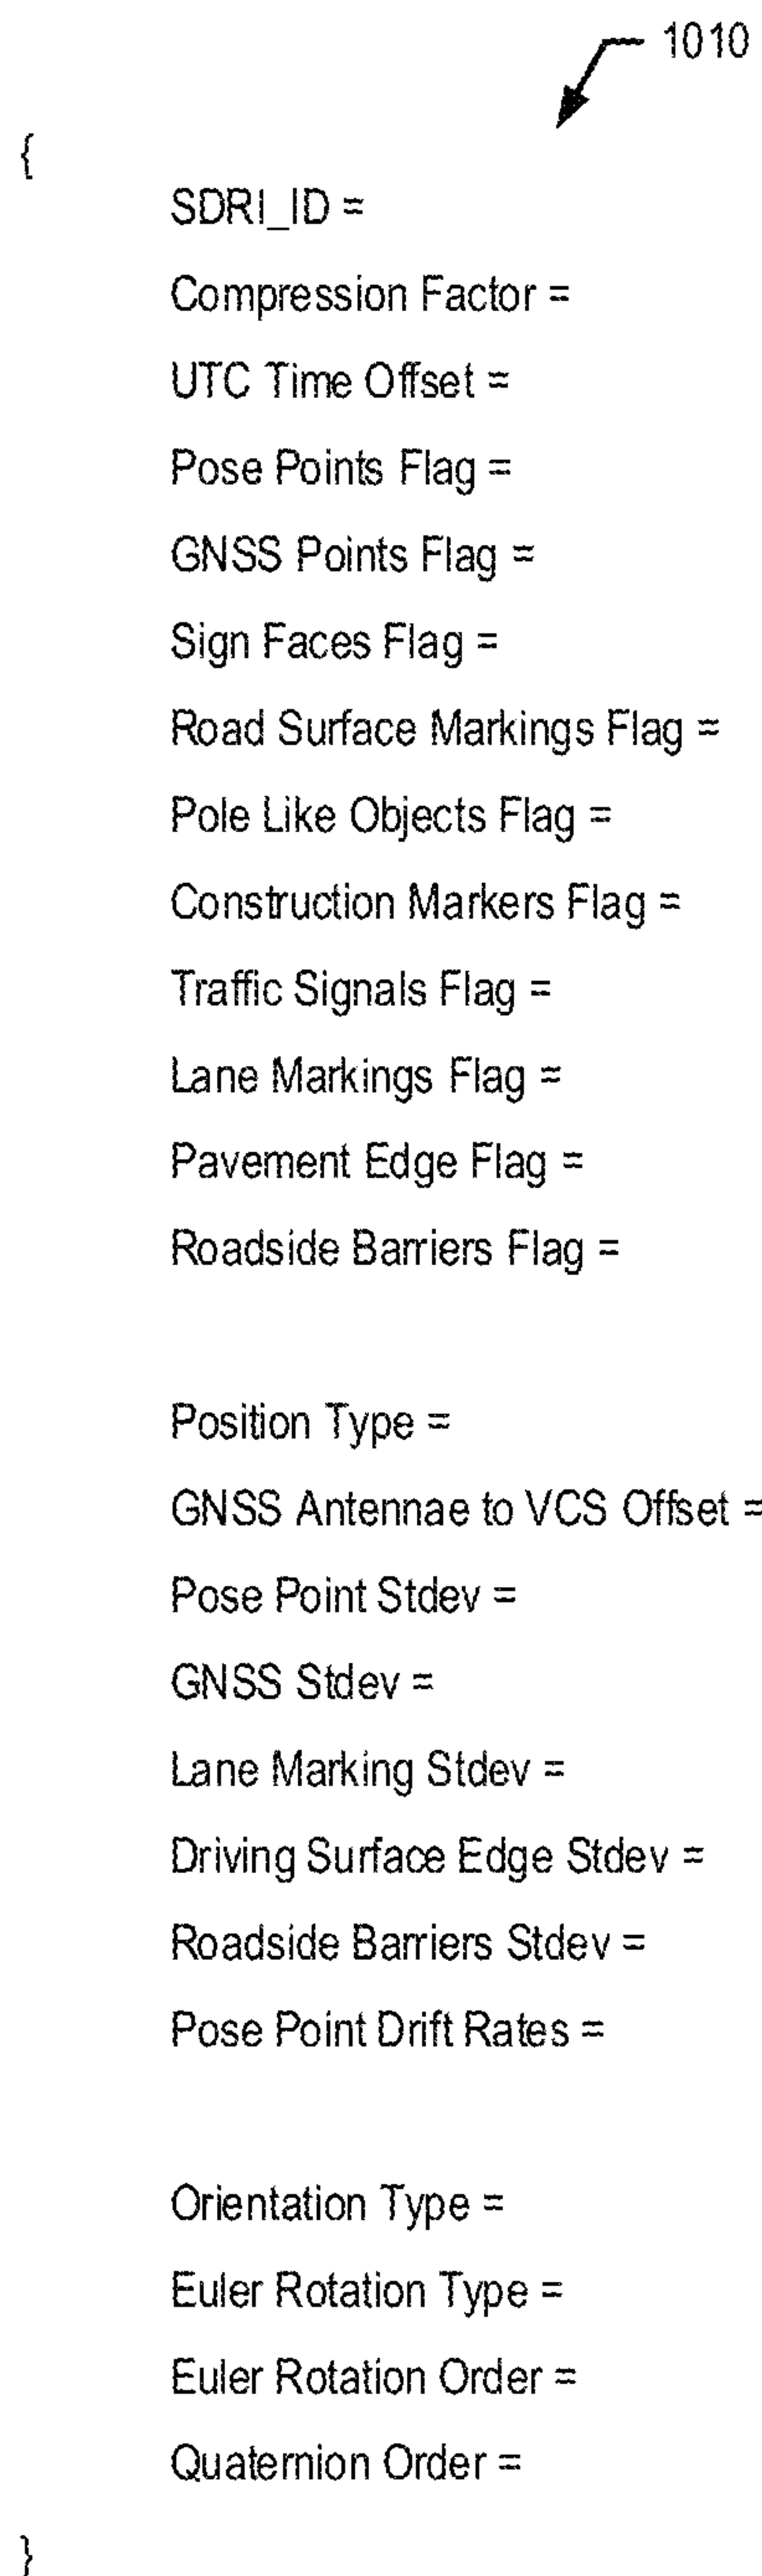 1010
{
SDRI_ID =
Compression Factor =
UTC Time Offset =
Pose Points Flag =
GNSS Points Flag =
Sign Faces Flag =
Road Surface Markings Flag =
Pole Like Objects Flag =
Construction Markers Flag =
Traffic Signals Flag =
Lane Markings Flag =
Pavement Edge Flag =
Roadside Barriers Flag =
Position Type =
GNSS Antennae to VCS Offset =
Pose Point Stdev =
GNSS Stdev =
Lane Marking Stdev =
Driving Surface Edge Stdev =
Roadside Barriers Stdev =
Pose Point Drift Rates =
Orientation Type =
Euler Rotation Type =
Euler Rotation Order =
Quaternion Order =
}